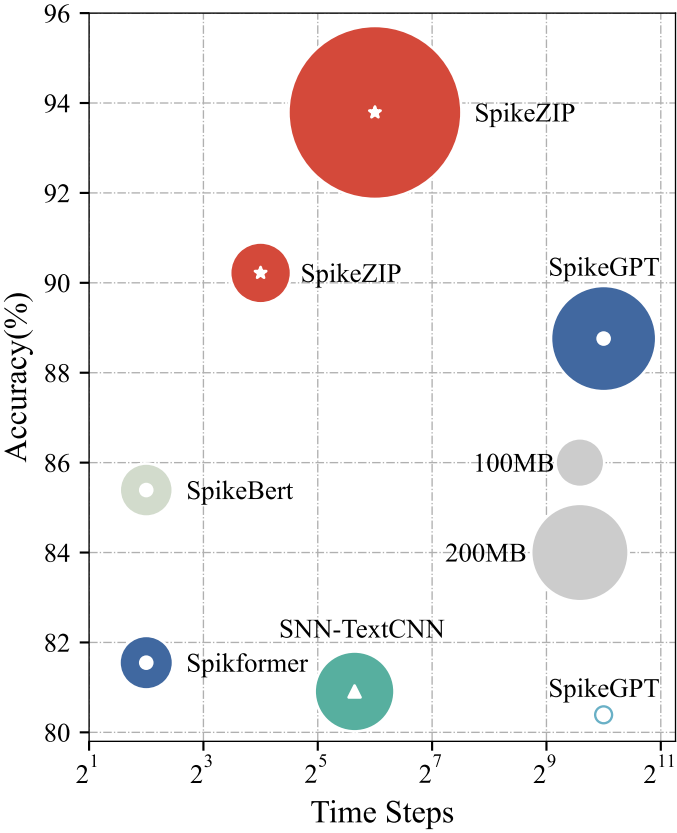 96
94
SpikeZIP
92
90
SpikeZIP
SpikeGPT
88
Accuracy(%)
86
100MB
SpikeBert
84
200MB
SNN-TextCNN
82
Spikformer
SpikeGPT
80
2^1 2^3 2^5 2^7 2^9 2^11
Time Steps